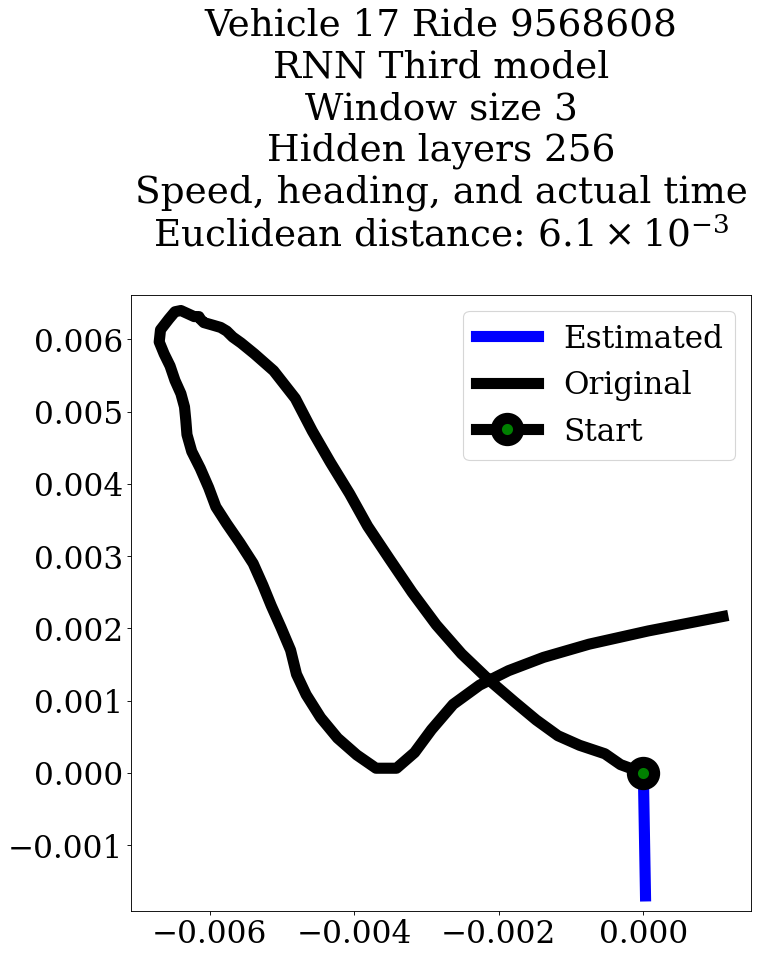 Vehicle 17 Ride 9568608
RNN Third model
Window size 3
Hidden layers 256
Speed, heading, and actual time
Euclidean distance: 6.1 × 10⁻³
Estimated
Original
Start
0.006
0.005
0.004
0.003
0.002
0.001
0.000
−0.001
−0.006 −0.004 −0.002 0.000